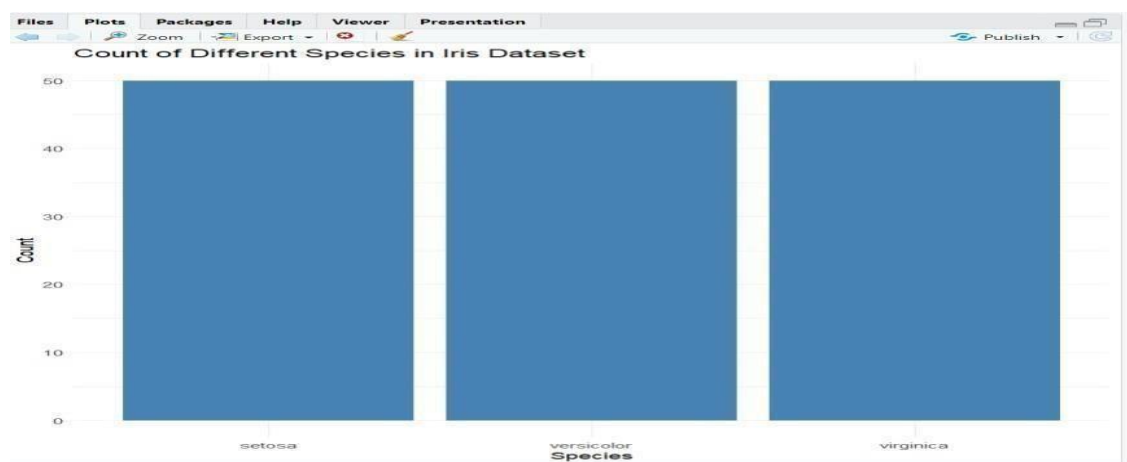 Files Plots Packages Help Viewer Presentation
Zoom Export Publish
Count of Different Species in Iris Dataset
50
40
30
20
10
0
Count
setosa versicolor virginica
Species